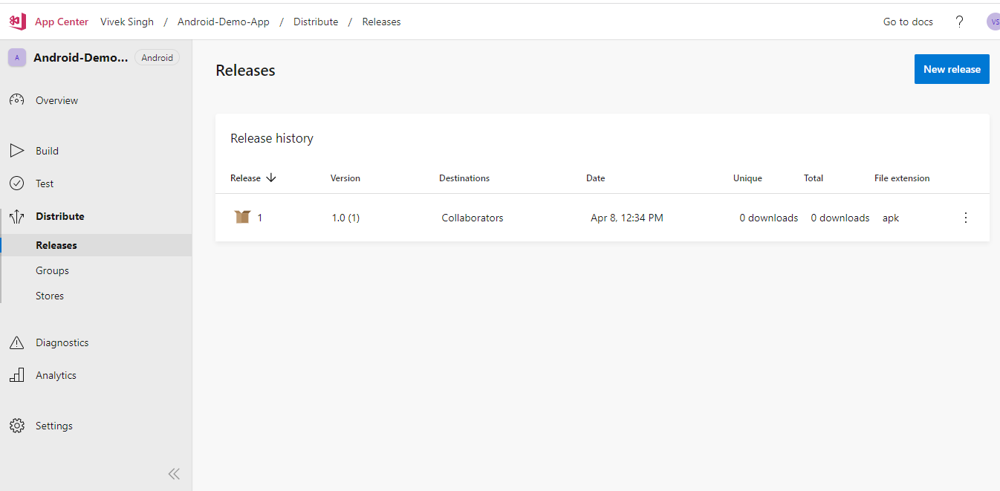 App Center Vivek Singh / Android-Demo-App / Distribute / Releases Go to docs ? VS
A Android-Demo... Android
Overview
Build
Test
Distribute
Releases
Groups
Stores
Diagnostics
Analytics
Settings
Releases
New release
Release history
Release Version Destinations Date Unique Total File extension
1 1.0 (1) Collaborators Apr 8, 12:34 PM 0 downloads 0 downloads apk